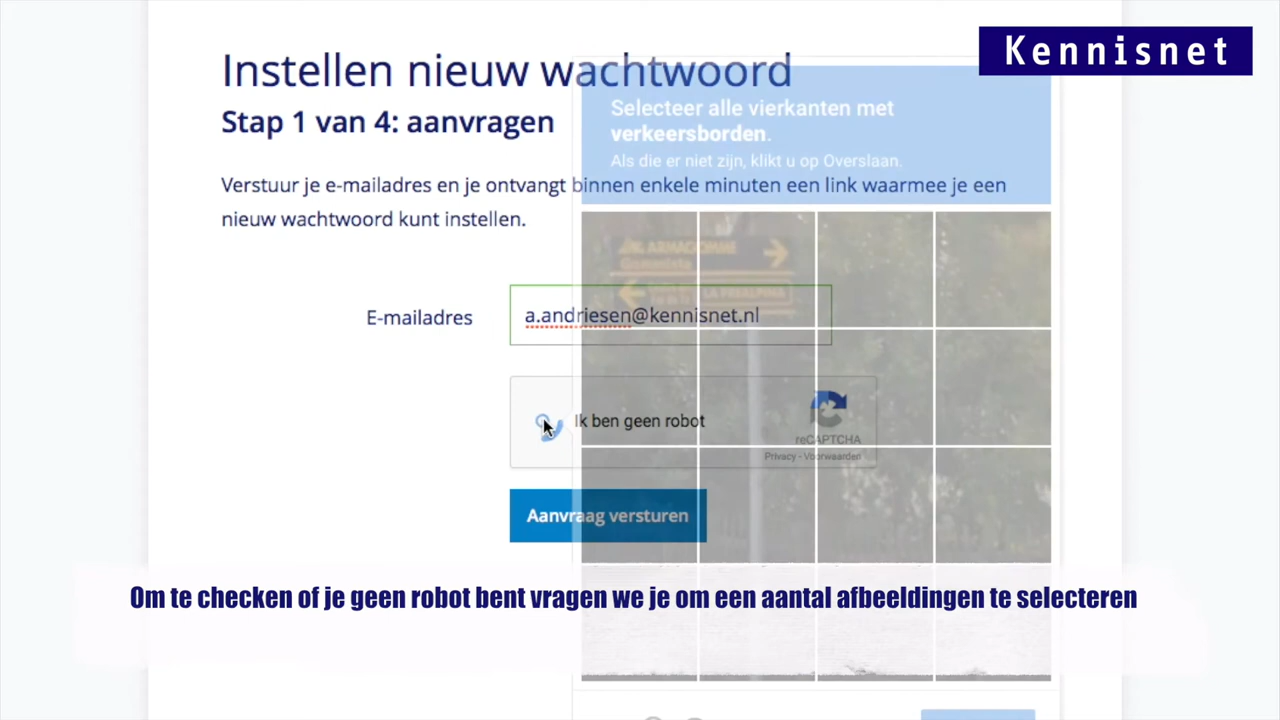 Kennisnet
Instellen nieuw wachtwoord
Stap 1 van 4: aanvragen
Selecteer alle vierkanten met
verkeersborden.
Als die er niet zijn, klikt u op Overslaan.
Verstuur je e-mailadres en je ontvangt binnen enkele minuten een link waarmee je een
nieuw wachtwoord kunt instellen.
E-mailadres
a.andriesen@kennisnet.nl
Ik ben geen robot
reCAPTCHA
Privacy - Voorwaarden
Aanvraag versturen
Om te checken of je geen robot bent vragen we je om een aantal afbeeldingen te selecteren